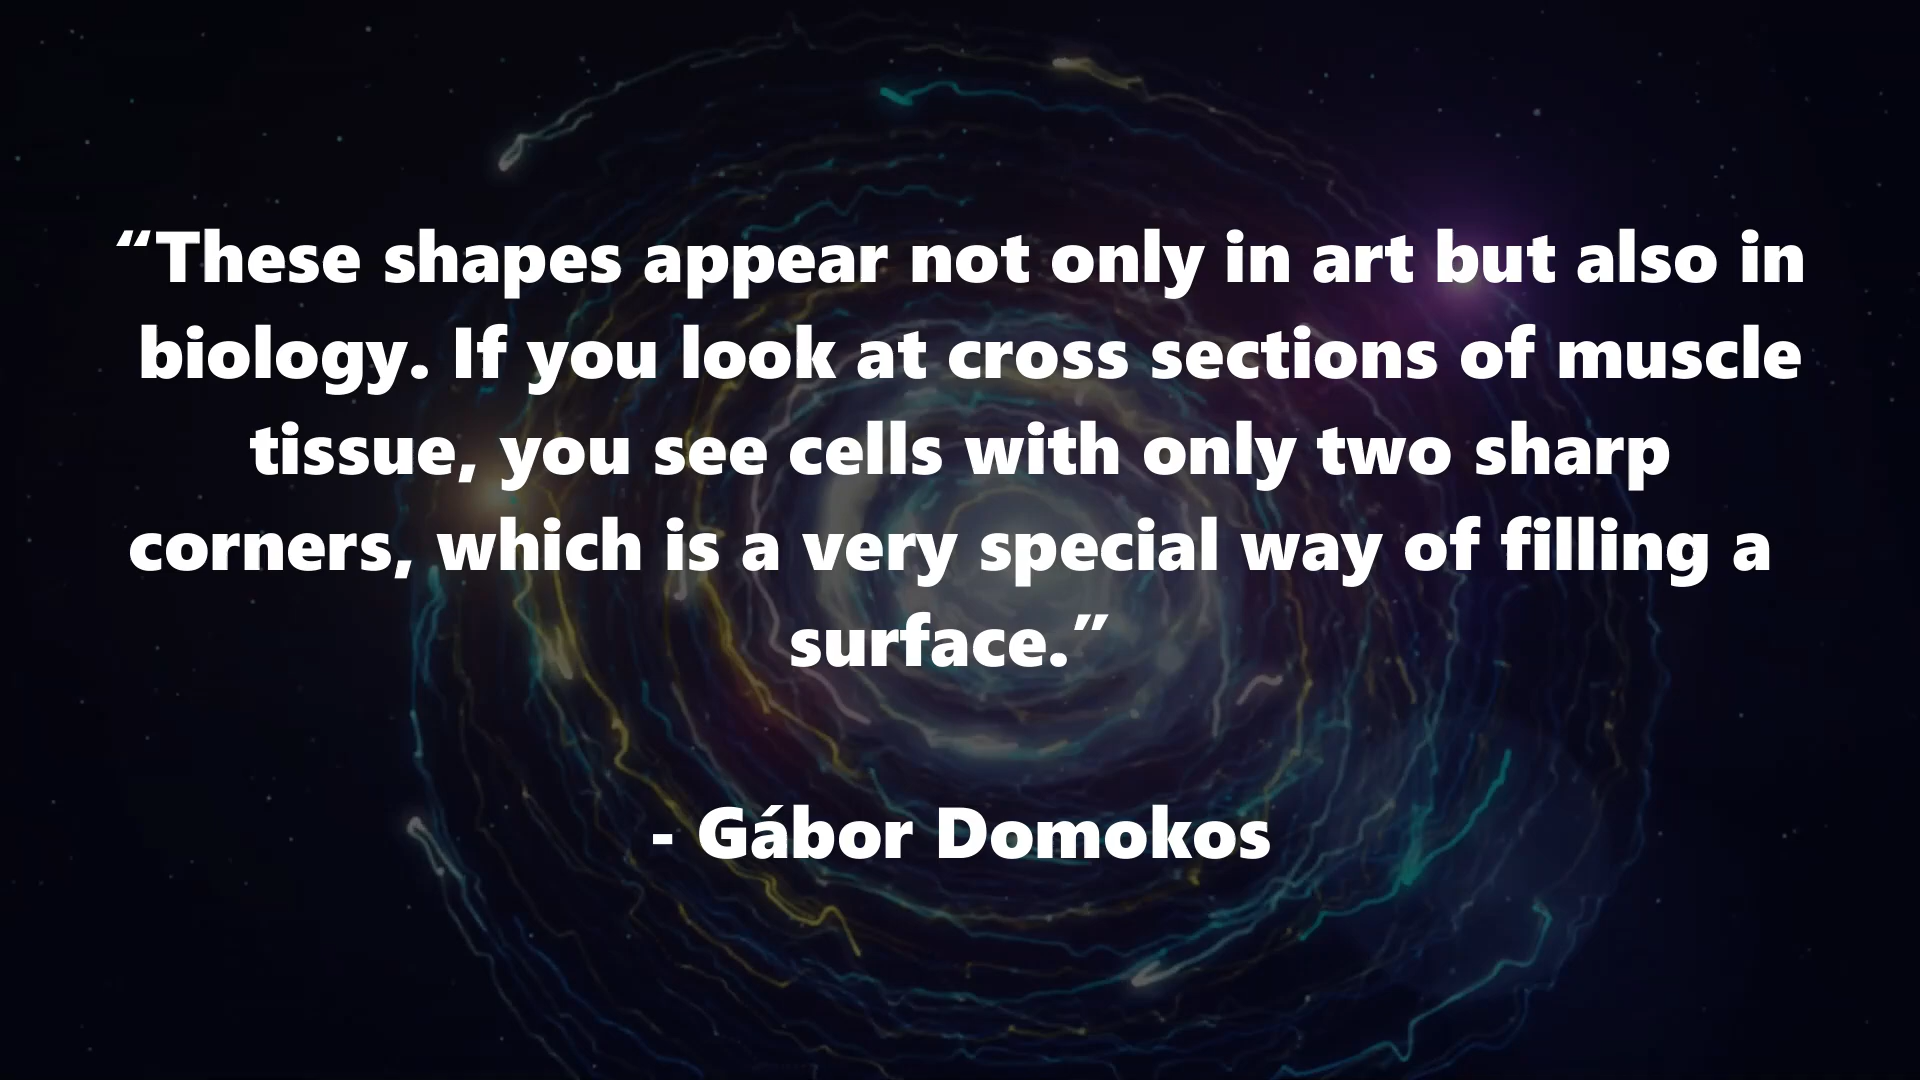 “These shapes appear not only in art but also in
biology. If you look at cross sections of muscle
tissue, you see cells with only two sharp
corners, which is a very special way of filling a
surface.”
- Gábor Domokos